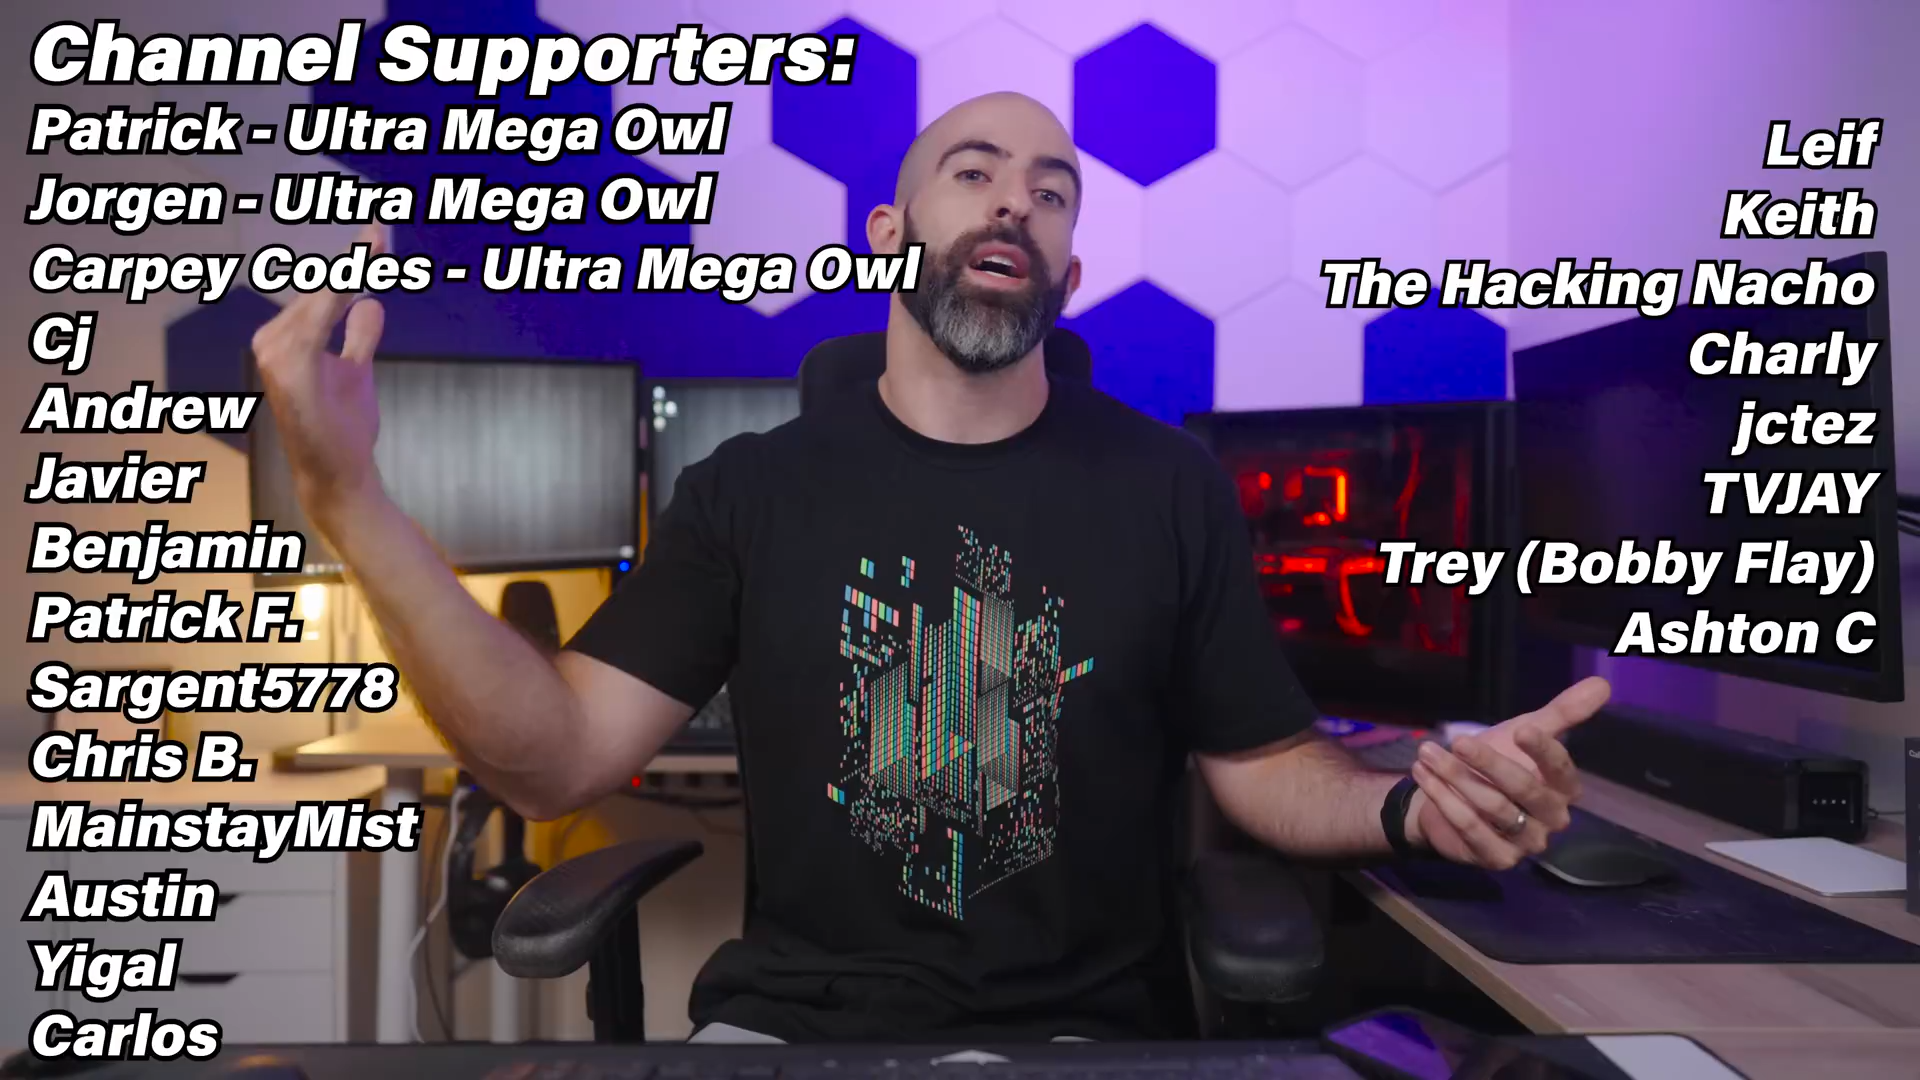 Channel Supporters:
Patrick - Ultra Mega Owl
Jorgen - Ultra Mega Owl
Carpey Codes - Ultra Mega Owl
Cj
Andrew
Javier
Benjamin
Patrick F.
Sargent5778
Chris B.
MainstayMist
Austin
Yigal
Carlos
Leif
Keith
The Hacking Nacho
Charly
jctez
TVJAY
Trey (Bobby Flay)
Ashton C